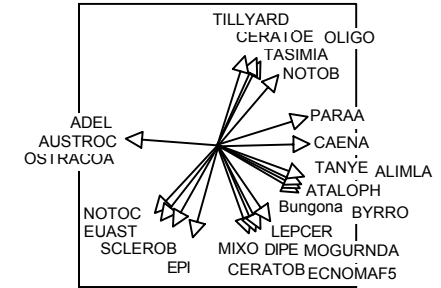 TILLYARD
CERATOE OLIGO
TASIMIA
NOTOB
PARAA
ADEL
AUSTROC
CAENA
OSTRACOA
TANYE ALIMLA
ATALOPH
Bungona BYRRO
NOTOC
EUAST LEPCER
SCLEROB MIXO DIPE MOGURNDA
EPI CERATOB ECNOMAF5